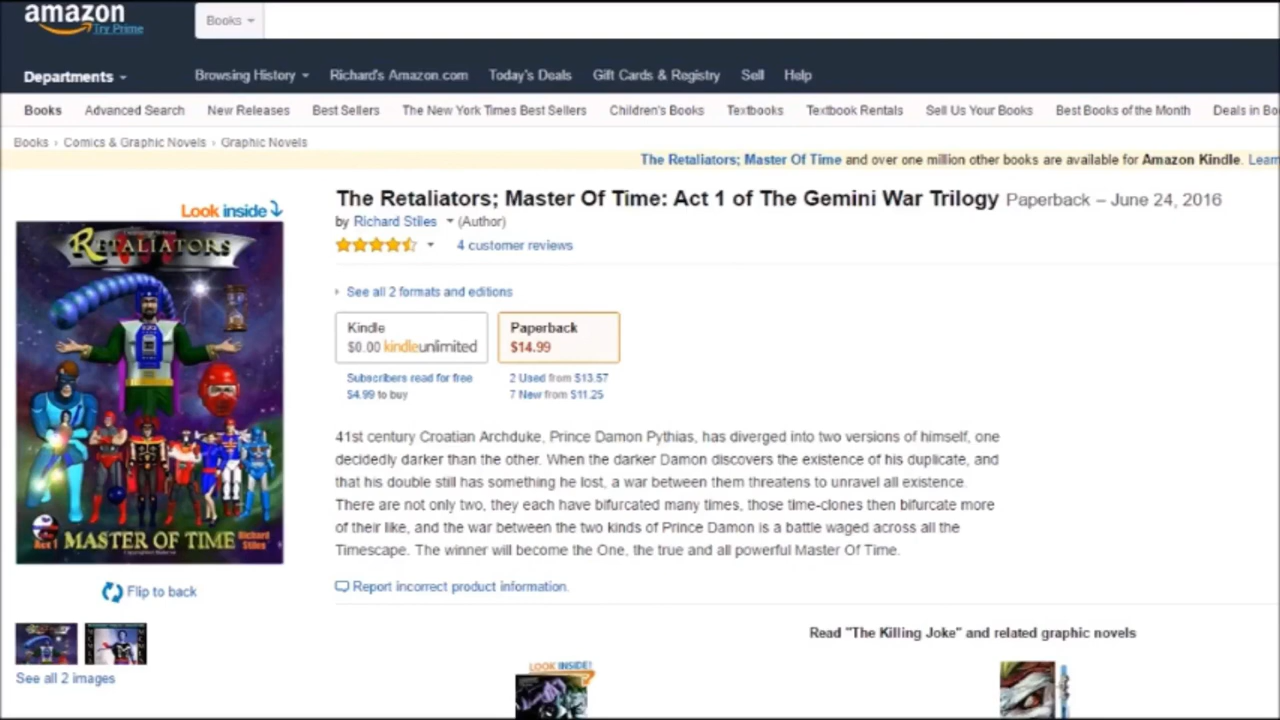 amazon
Try Prime
Books
Departments
Browsing History
Richard's Amazon.com
Today's Deals
Gift Cards & Registry
Sell
Help
Books
Advanced Search
New Releases
Best Sellers
The New York Times Best Sellers
Children's Books
Textbooks
Textbook Rentals
Sell Us Your Books
Best Books of the Month
Deals in Bo
Books › Comics & Graphic Novels › Graphic Novels
The Retaliators; Master Of Time and over one million other books are available for Amazon Kindle. Learn
Look inside
The Retaliators; Master Of Time: Act 1 of The Gemini War Trilogy Paperback – June 24, 2016
by Richard Stiles (Author)
4 customer reviews
See all 2 formats and editions
Kindle
$0.00 kindleunlimited
Paperback
$14.99
Subscribers read for free
$4.99 to buy
2 Used from $13.57
7 New from $11.25
41st century Croatian Archduke, Prince Damon Pythias, has diverged into two versions of himself, one
decidedly darker than the other. When the darker Damon discovers the existence of his duplicate, and
that his double still has something he lost, a war between them threatens to unravel all existence.
There are not only two, they each have bifurcated many times, those time-clones then bifurcate more
of their like, and the war between the two kinds of Prince Damon is a battle waged across all the
Timescape. The winner will become the One, the true and all powerful Master Of Time.
Report incorrect product information.
RETALIATORS
Act 1
MASTER OF TIME
Richard
Stiles
Flip to back
See all 2 images
Read "The Killing Joke" and related graphic novels
LOOK INSIDE!